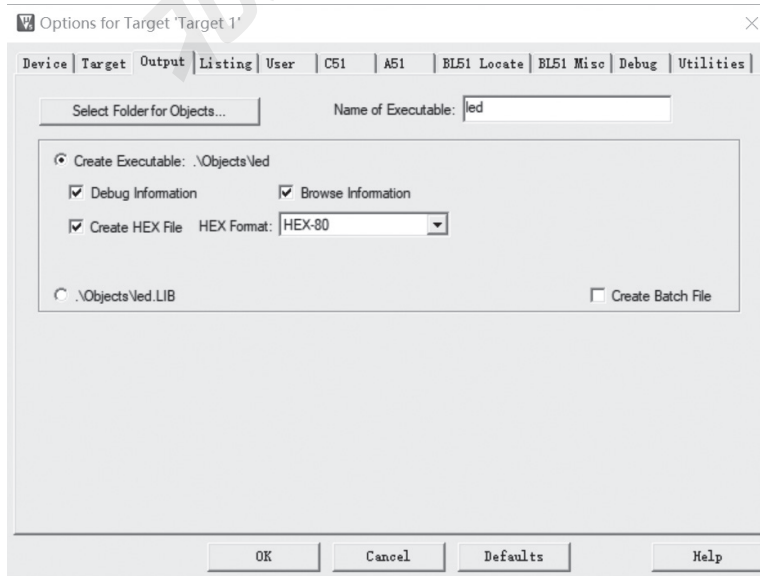 Options for Target 'Target 1'
Device Target Output Listing User C51 A51 BL51 Locate BL51 Misc Debug Utilities
Select Folder for Objects... Name of Executable: led
Create Executable: .\Objects\led
Debug Information Browse Information
Create HEX File HEX Format: HEX-80
.\Objects\led.LIB Create Batch File
OK Cancel Defaults Help